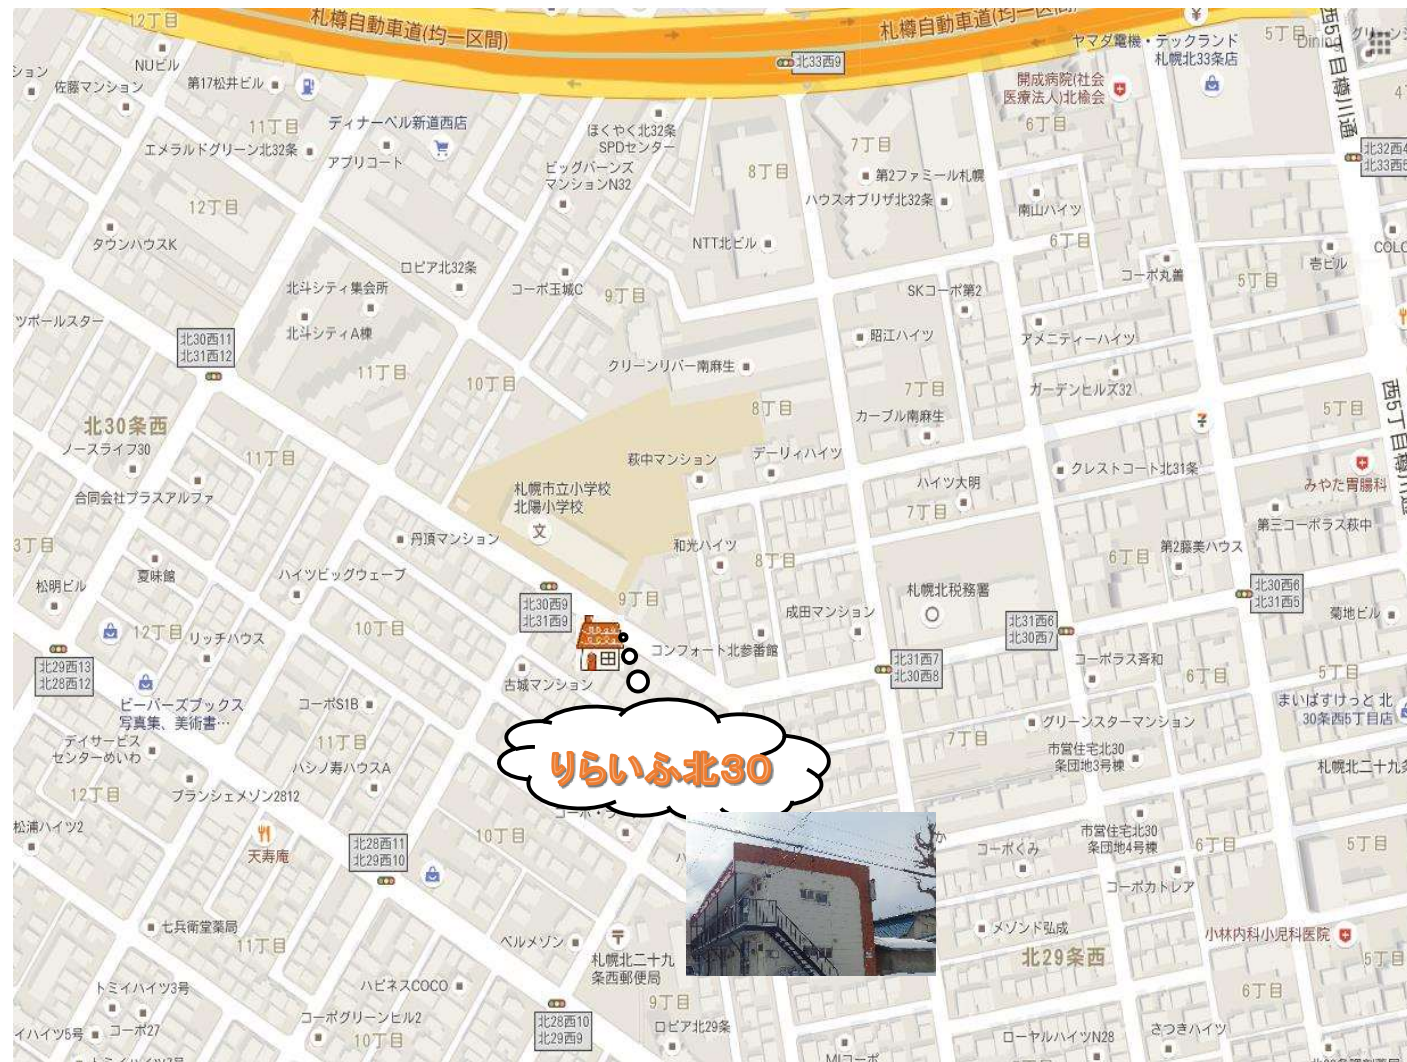 札樽自動車道(均一区間)
札樽自動車道(均一区間)
12丁目
NUビル
佐藤マンション
第17松井ビル
北33西9
ヤマダ電機・テックランド
札幌北33条店
5丁目
開成病院(社会
医療法人)北楡会
西5丁目樽川通
11丁目
ディナーベル新道西店
エメラルドグリーン北32条
アプリコート
ほくやく北32条
SPDセンター
ビッグバーンズ
マンションN32
8丁目
7丁目
6丁目
第2ファミール札幌
ハウスオブリザ北32条
北32西4
北33西5
12丁目
タウンハウスK
南山ハイツ
NTT北ビル
6丁目
壱ビル
ロピア北32条
北斗シティ集会所
コーポ玉城C
9丁目
SKコーポ第2
コーポ丸善
5丁目
ツポールスター
北30西11
北31西12
北斗シティA棟
昭江ハイツ
アメニティーハイツ
11丁目
10丁目
クリーンリバー南麻生
7丁目
ガーデンヒルズ32
8丁目
カーブル南麻生
5丁目
西5丁目樽川通
北30条西
ノースライフ30
11丁目
萩中マンション
デーリィハイツ
クレストコート北31条
みやた胃腸科
合同会社プラスアルファ
札幌市立小学校
北陽小学校
文
ハイツ大明
7丁目
第三コーポラス萩中
3丁目
丹頂マンション
和光ハイツ
8丁目
6丁目
第2藤美ハウス
松明ビル
夏味館
ハイツビッグウェーブ
北30西9
北31西9
9丁目
成田マンション
札幌北税務署
北31西6
北30西7
北30西6
北31西5
菊地ビル
12丁目
リッチハウス
10丁目
北29西13
北28西12
コンフォート北参番館
北31西7
北30西8
コーポラス斉和
6丁目
5丁目
古城マンション
ビーバーズブックス
写真集、美術書…
コーポS1B
まいばすけっと 北
30条西5丁目店
デイサービス
センターめいわ
11丁目
ハシノ寿ハウスA
りらいふ北30
グリーンスターマンション
7丁目
市営住宅北30
条団地3号棟
札幌北二十九条
12丁目
ブランシェメゾン2812
松浦ハイツ2
天寿庵
北28西11
北29西10
10丁目
コーポくみ
市営住宅北30
条団地4号棟
6丁目
5丁目
コーポカトレア
七兵衛堂薬局
11丁目
ベルメゾン
札幌北二十九
条西郵便局
メゾンド弘成
北29条西
小林内科小児科医院
5丁目
トミイハイツ3号
ハピネスCOCO
9丁目
6丁目
イハイツ5号
コーポ27
コーポグリーンヒル2
10丁目
北28西10
北29西9
ロピア北29条
ローヤルハイツN28
さつきハイツ
MIコーポ